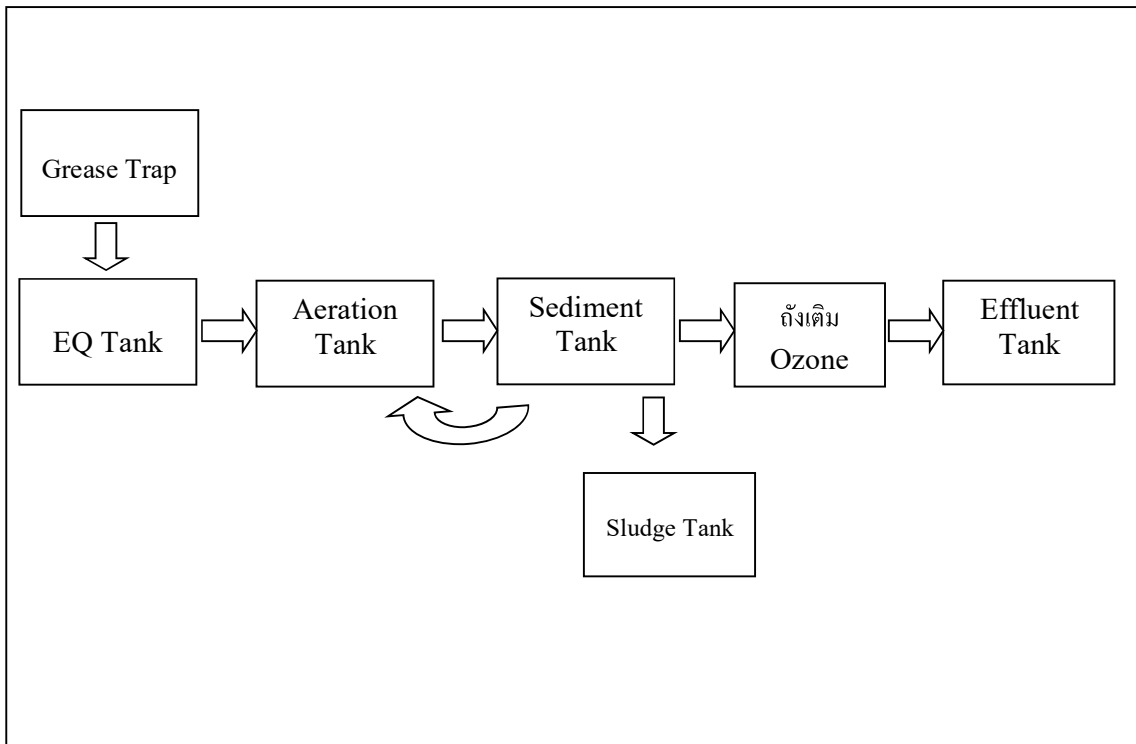 Grease Trap
EQ Tank
Aeration
Tank
Sediment
Tank
ถังเติม
Ozone
Effluent
Tank
Sludge Tank